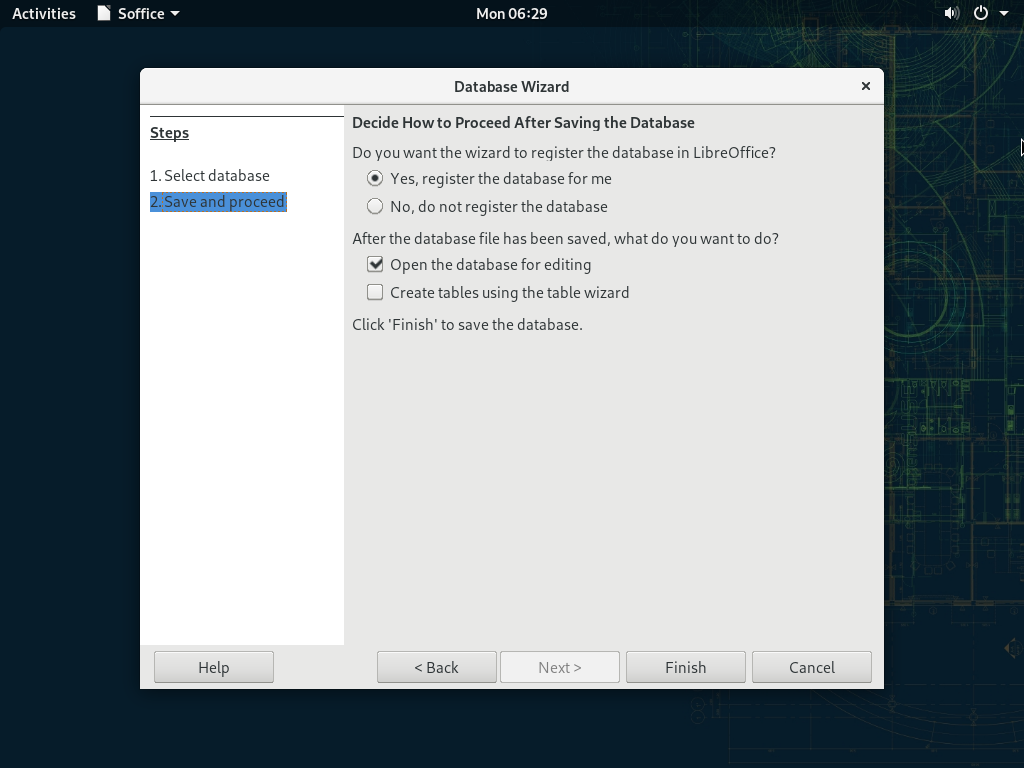 Activities Soffice Mon 06:29
Database Wizard
Steps
1. Select database
2. Save and proceed
Decide How to Proceed After Saving the Database
Do you want the wizard to register the database in LibreOffice?
Yes, register the database for me
No, do not register the database
After the database file has been saved, what do you want to do?
Open the database for editing
Create tables using the table wizard
Click 'Finish' to save the database.
Help < Back Next > Finish Cancel